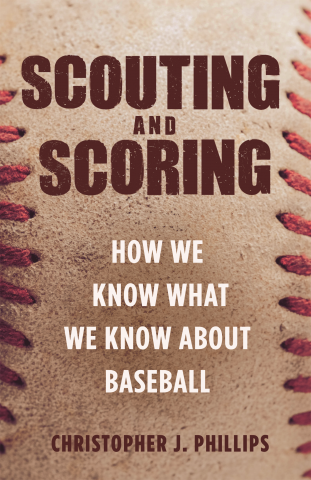 SCOUTING
AND
SCORING
HOW WE
KNOW WHAT
WE KNOW ABOUT
BASEBALL
CHRISTOPHER J. PHILLIPS